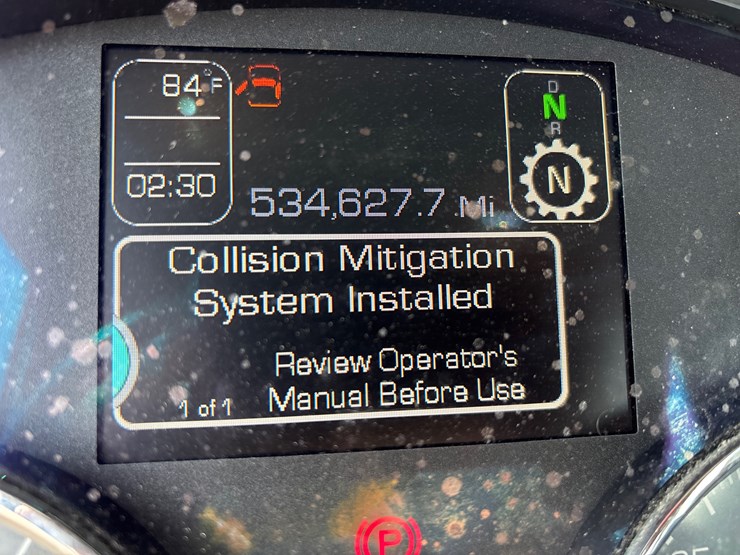 84°F
D
N
R
02:30
N
534,627.7 Mi
Collision Mitigation
System Installed
Review Operator's
1 of 1 Manual Before Use
P